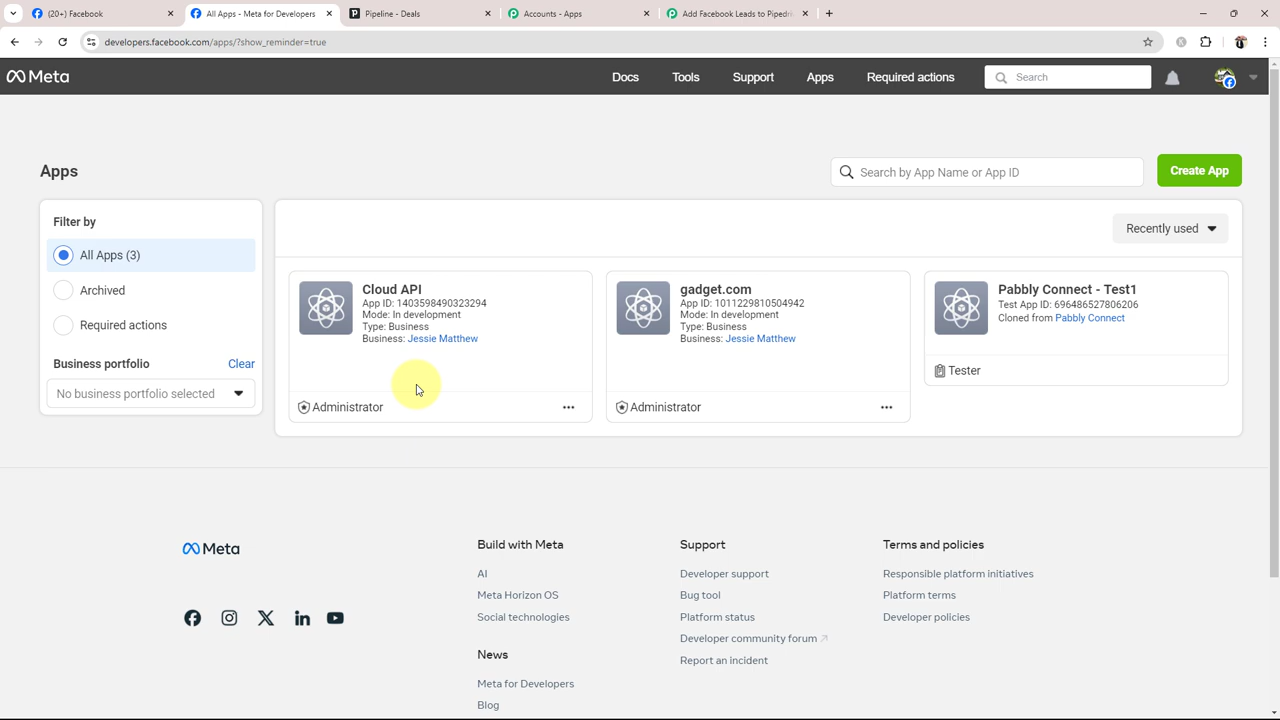 (20+) Facebook
All Apps - Meta for Developers
Pipeline - Deals
Accounts - Apps
Add Facebook Leads to Pipedri
developers.facebook.com/apps/?show_reminder=true
Meta
Docs
Tools
Support
Apps
Required actions
Search
Apps
Search by App Name or App ID
Create App
Filter by
All Apps (3)
Archived
Required actions
Business portfolio
Clear
No business portfolio selected
Recently used
Cloud API
App ID: 1403598490323294
Mode: In development
Type: Business
Business: Jessie Matthew
Administrator
gadget.com
App ID: 1011229810504942
Mode: In development
Type: Business
Business: Jessie Matthew
Administrator
Pabbly Connect - Test1
Test App ID: 696486527806206
Cloned from Pabbly Connect
Tester
Meta
Build with Meta
AI
Meta Horizon OS
Social technologies
News
Meta for Developers
Blog
Support
Developer support
Bug tool
Platform status
Developer community forum
Report an incident
Terms and policies
Responsible platform initiatives
Platform terms
Developer policies